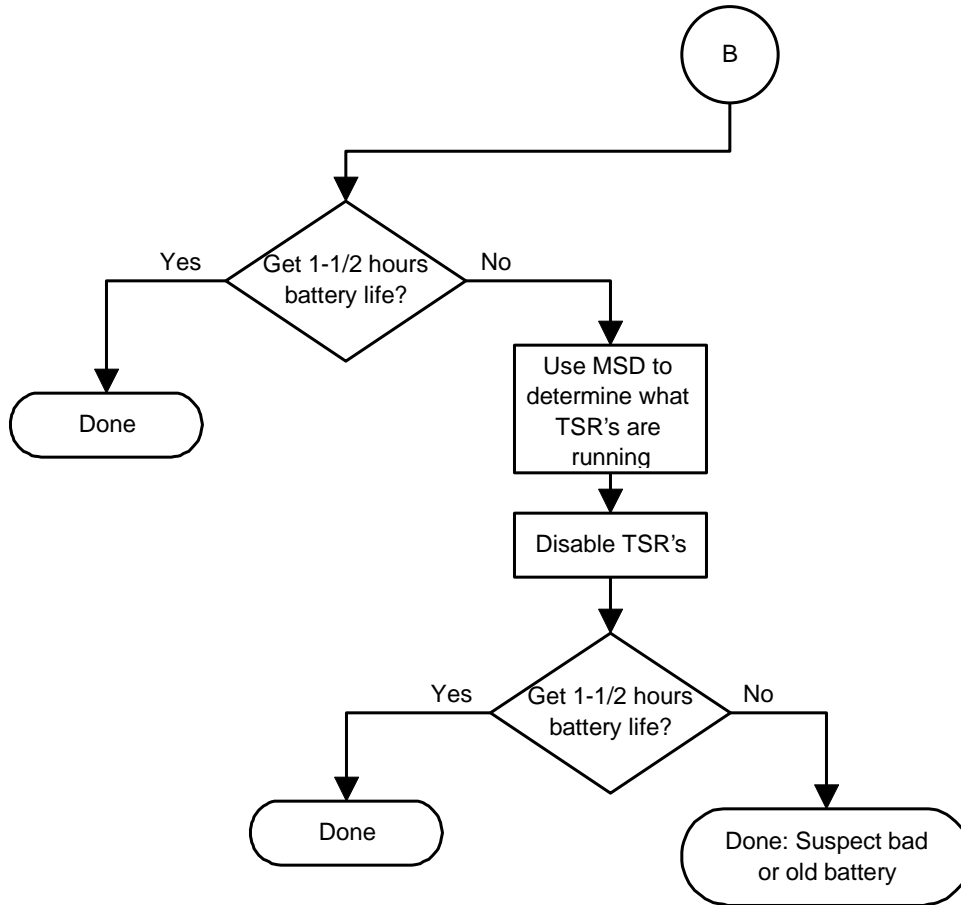 B
Get 1-1/2 hours
battery life?
Yes
No
Done
Use MSD to
determine what
TSR's are
running
Disable TSR's
Get 1-1/2 hours
battery life?
Yes
No
Done
Done: Suspect bad
or old battery